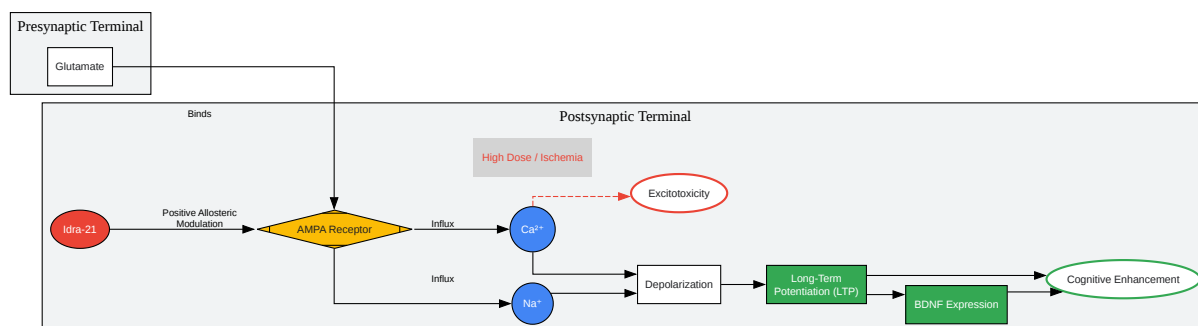 Presynaptic Terminal
Glutamate
Binds
Postsynaptic Terminal
High Dose / Ischemia
Excitotoxicity
Idra-21
Positive Allosteric
Modulation
AMPA Receptor
Influx
Ca²⁺
Influx
Na⁺
Depolarization
Long-Term
Potentiation (LTP)
BDNF Expression
Cognitive Enhancement